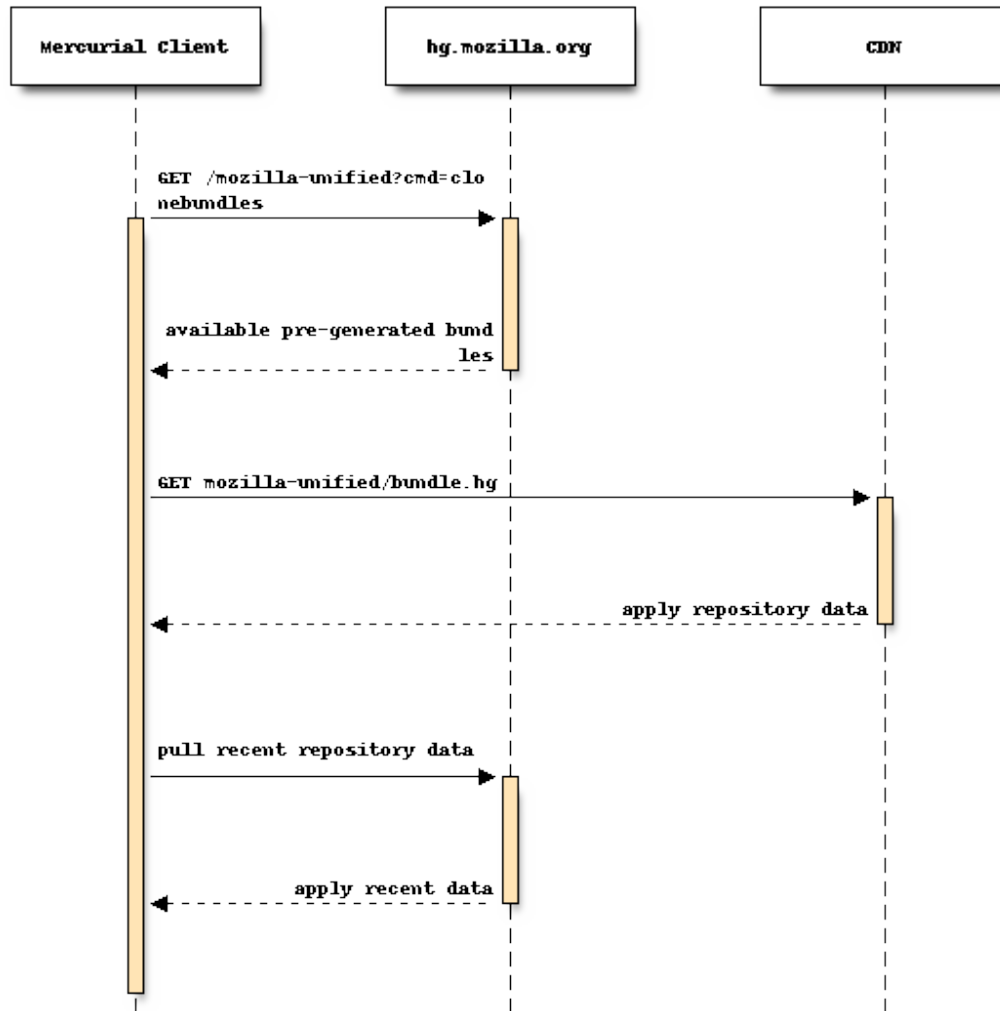 Mercurial Client
hg.mozilla.org
CDN
GET /mozilla-unified?cmd=clo
nebundles
available pre-generated bund
les
GET mozilla-unified/bundle.hg
apply repository data
pull recent repository data
apply recent data